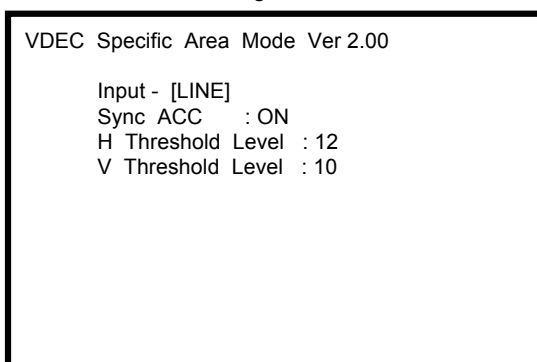 VDEC Specific Area Mode Ver 2.00
Input - [LINE]
Sync ACC : ON
H Threshold Level : 12
V Threshold Level : 10